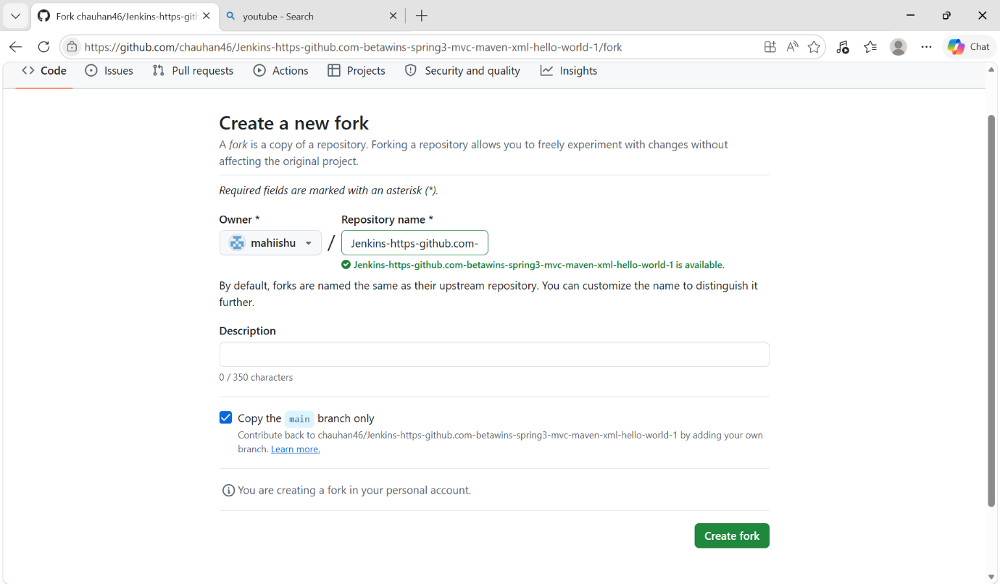 Fork chauhan46/Jenkins-https-gith
youtube - Search
https://github.com/chauhan46/Jenkins-https-github.com-betawins-spring3-mvc-maven-xml-hello-world-1/fork
Chat
Code Issues Pull requests Actions Projects Security and quality Insights
Create a new fork
A fork is a copy of a repository. Forking a repository allows you to freely experiment with changes without
affecting the original project.
Required fields are marked with an asterisk (*).
Owner * Repository name *
mahiishu / Jenkins-https-github.com-
Jenkins-https-github.com-betawins-spring3-mvc-maven-xml-hello-world-1 is available.
By default, forks are named the same as their upstream repository. You can customize the name to distinguish it
further.
Description
0 / 350 characters
Copy the main branch only
Contribute back to chauhan46/Jenkins-https-github.com-betawins-spring3-mvc-maven-xml-hello-world-1 by adding your own
branch. Learn more.
You are creating a fork in your personal account.
Create fork